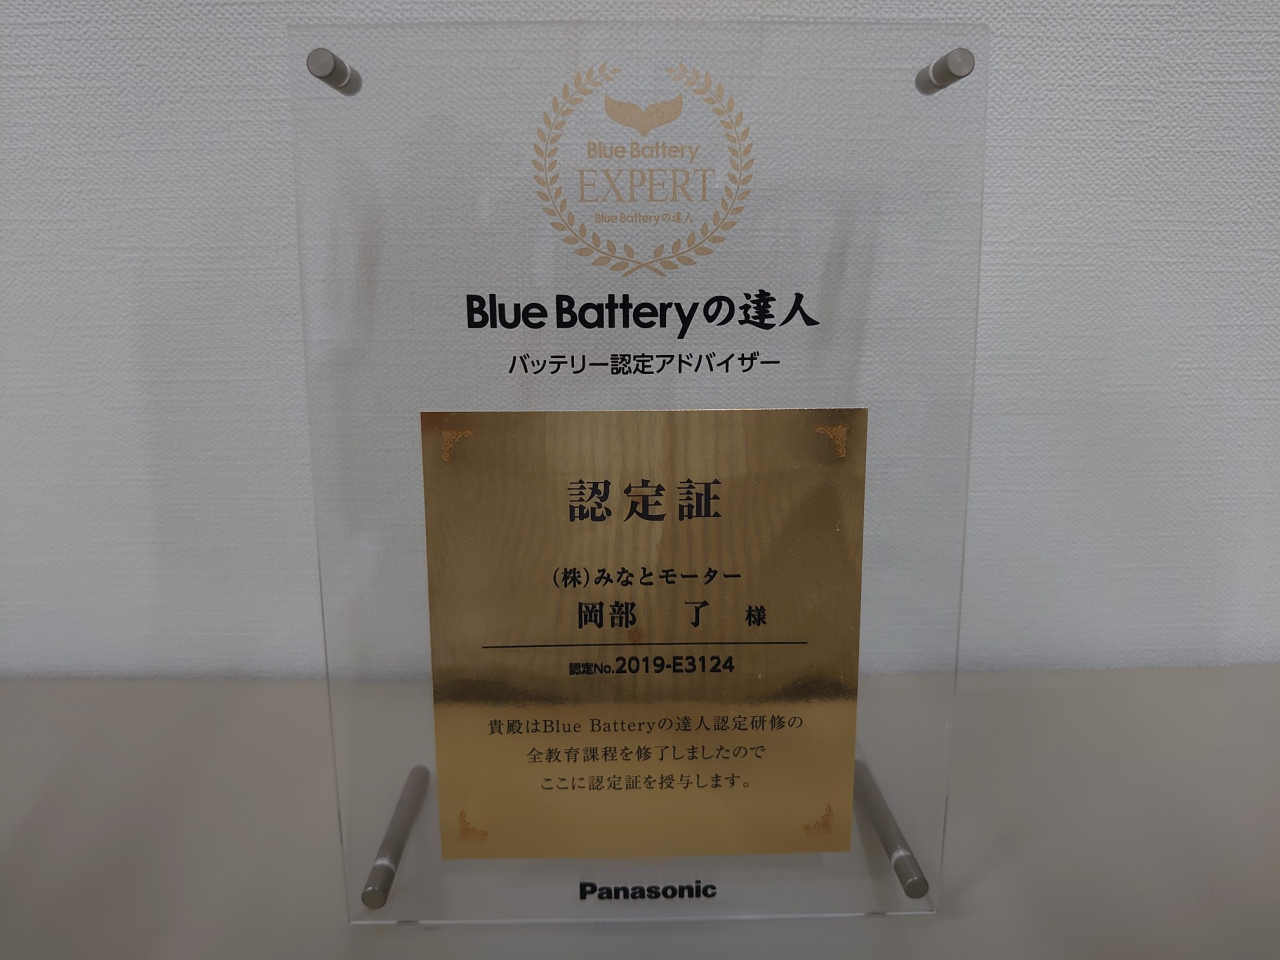 Blue Battery
EXPERT
Blue Batteryの達人
Blue Batteryの達人
バッテリー認定アドバイザー
認定証
(株)みなとモーター
岡部 了 様
認定No.2019-E3124
貴殿はBlue Batteryの達人認定研修の
全教育課程を修了しましたので
ここに認定証を授与します。
Panasonic